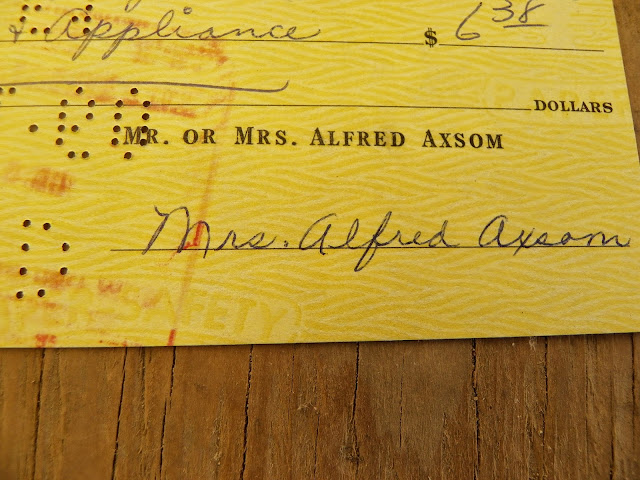 & Appliance $ 6 38
DOLLARS
MR. OR MRS. ALFRED AXSOM
Mrs. Alfred Axsom
SAFETY